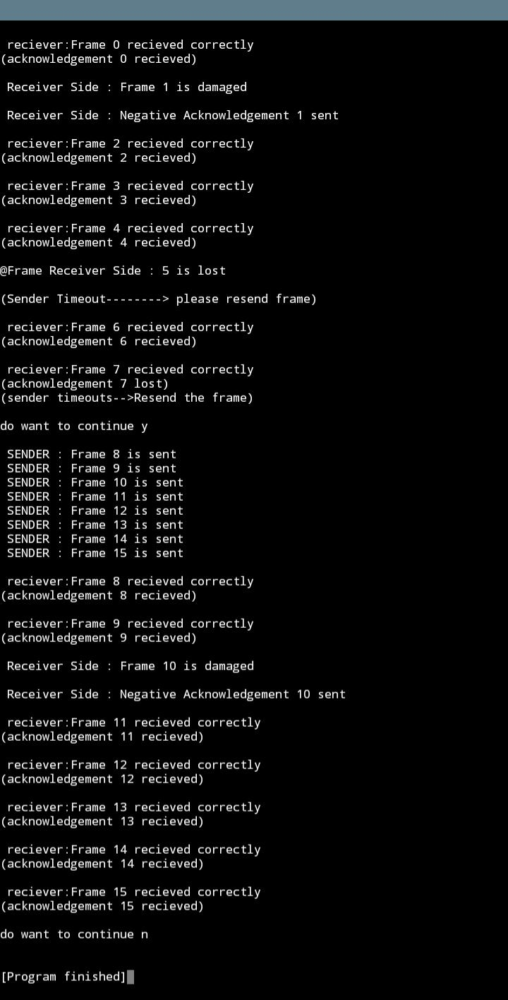 reciever:Frame 0 recieved correctly
(acknowledgement 0 recieved)
Receiver Side : Frame 1 is damaged
Receiver Side : Negative Acknowledgement 1 sent
reciever:Frame 2 recieved correctly
(acknowledgement 2 recieved)
reciever:Frame 3 recieved correctly
(acknowledgement 3 recieved)
reciever:Frame 4 recieved correctly
(acknowledgement 4 recieved)
@Frame Receiver Side : 5 is lost
(Sender Timeout--------> please resend frame)
reciever:Frame 6 recieved correctly
(acknowledgement 6 recieved)
reciever:Frame 7 recieved correctly
(acknowledgement 7 lost)
(sender timeouts-->Resend the frame)
do want to continue y
SENDER : Frame 8 is sent
SENDER : Frame 9 is sent
SENDER : Frame 10 is sent
SENDER : Frame 11 is sent
SENDER : Frame 12 is sent
SENDER : Frame 13 is sent
SENDER : Frame 14 is sent
SENDER : Frame 15 is sent
reciever:Frame 8 recieved correctly
(acknowledgement 8 recieved)
reciever:Frame 9 recieved correctly
(acknowledgement 9 recieved)
Receiver Side : Frame 10 is damaged
Receiver Side : Negative Acknowledgement 10 sent
reciever:Frame 11 recieved correctly
(acknowledgement 11 recieved)
reciever:Frame 12 recieved correctly
(acknowledgement 12 recieved)
reciever:Frame 13 recieved correctly
(acknowledgement 13 recieved)
reciever:Frame 14 recieved correctly
(acknowledgement 14 recieved)
reciever:Frame 15 recieved correctly
(acknowledgement 15 recieved)
do want to continue n
[Program finished]